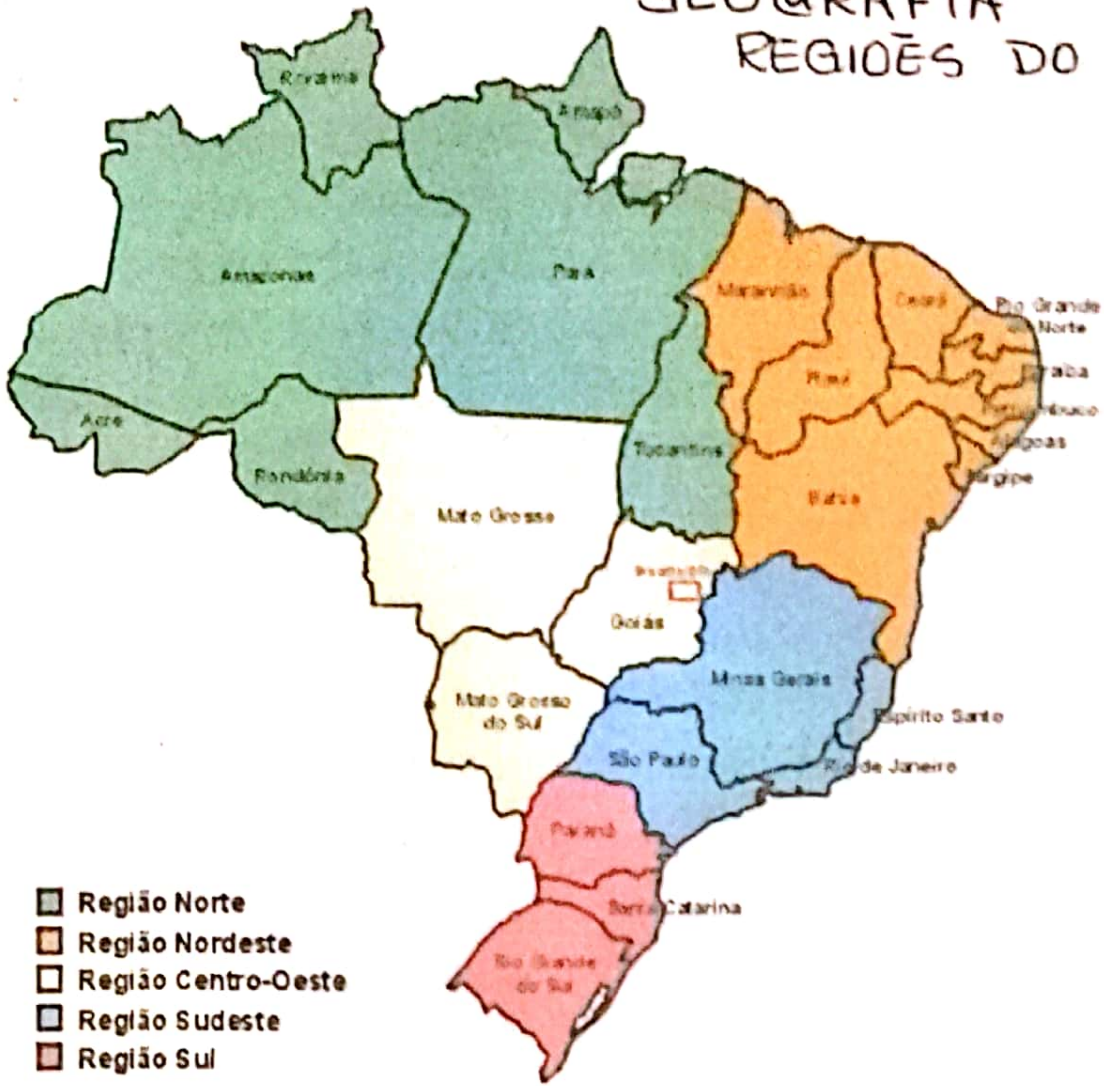 GEOGRAFIA
REGIÕES DO
Roraima
Amapá
Amazonas
Pará
Maranhão
Ceará
Rio Grande
do Norte
Paraíba
Piauí
Pernambuco
Acre
Alagoas
Tocantins
Sergipe
Rondônia
Bahia
Mato Grosso
Goiás
Minas Gerais
Mato Grosso
do Sul
Espírito Santo
São Paulo
Rio de Janeiro
Paraná
Santa Catarina
Rio Grande
do Sul
Região Norte
Região Nordeste
Região Centro-Oeste
Região Sudeste
Região Sul